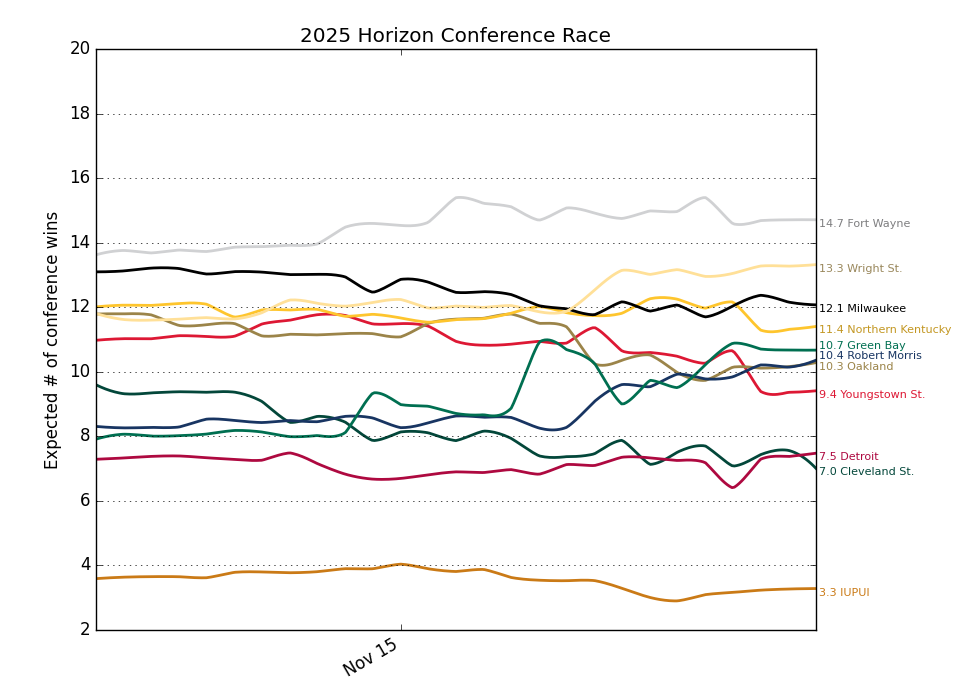 2025 Horizon Conference Race
Expected # of conference wins
20
18
16
14
12
10
8
6
4
2
Nov 15
14.7 Fort Wayne
13.3 Wright St.
12.1 Milwaukee
11.4 Northern Kentucky
10.7 Green Bay
10.4 Robert Morris
10.3 Oakland
9.4 Youngstown St.
7.5 Detroit
7.0 Cleveland St.
3.3 IUPUI